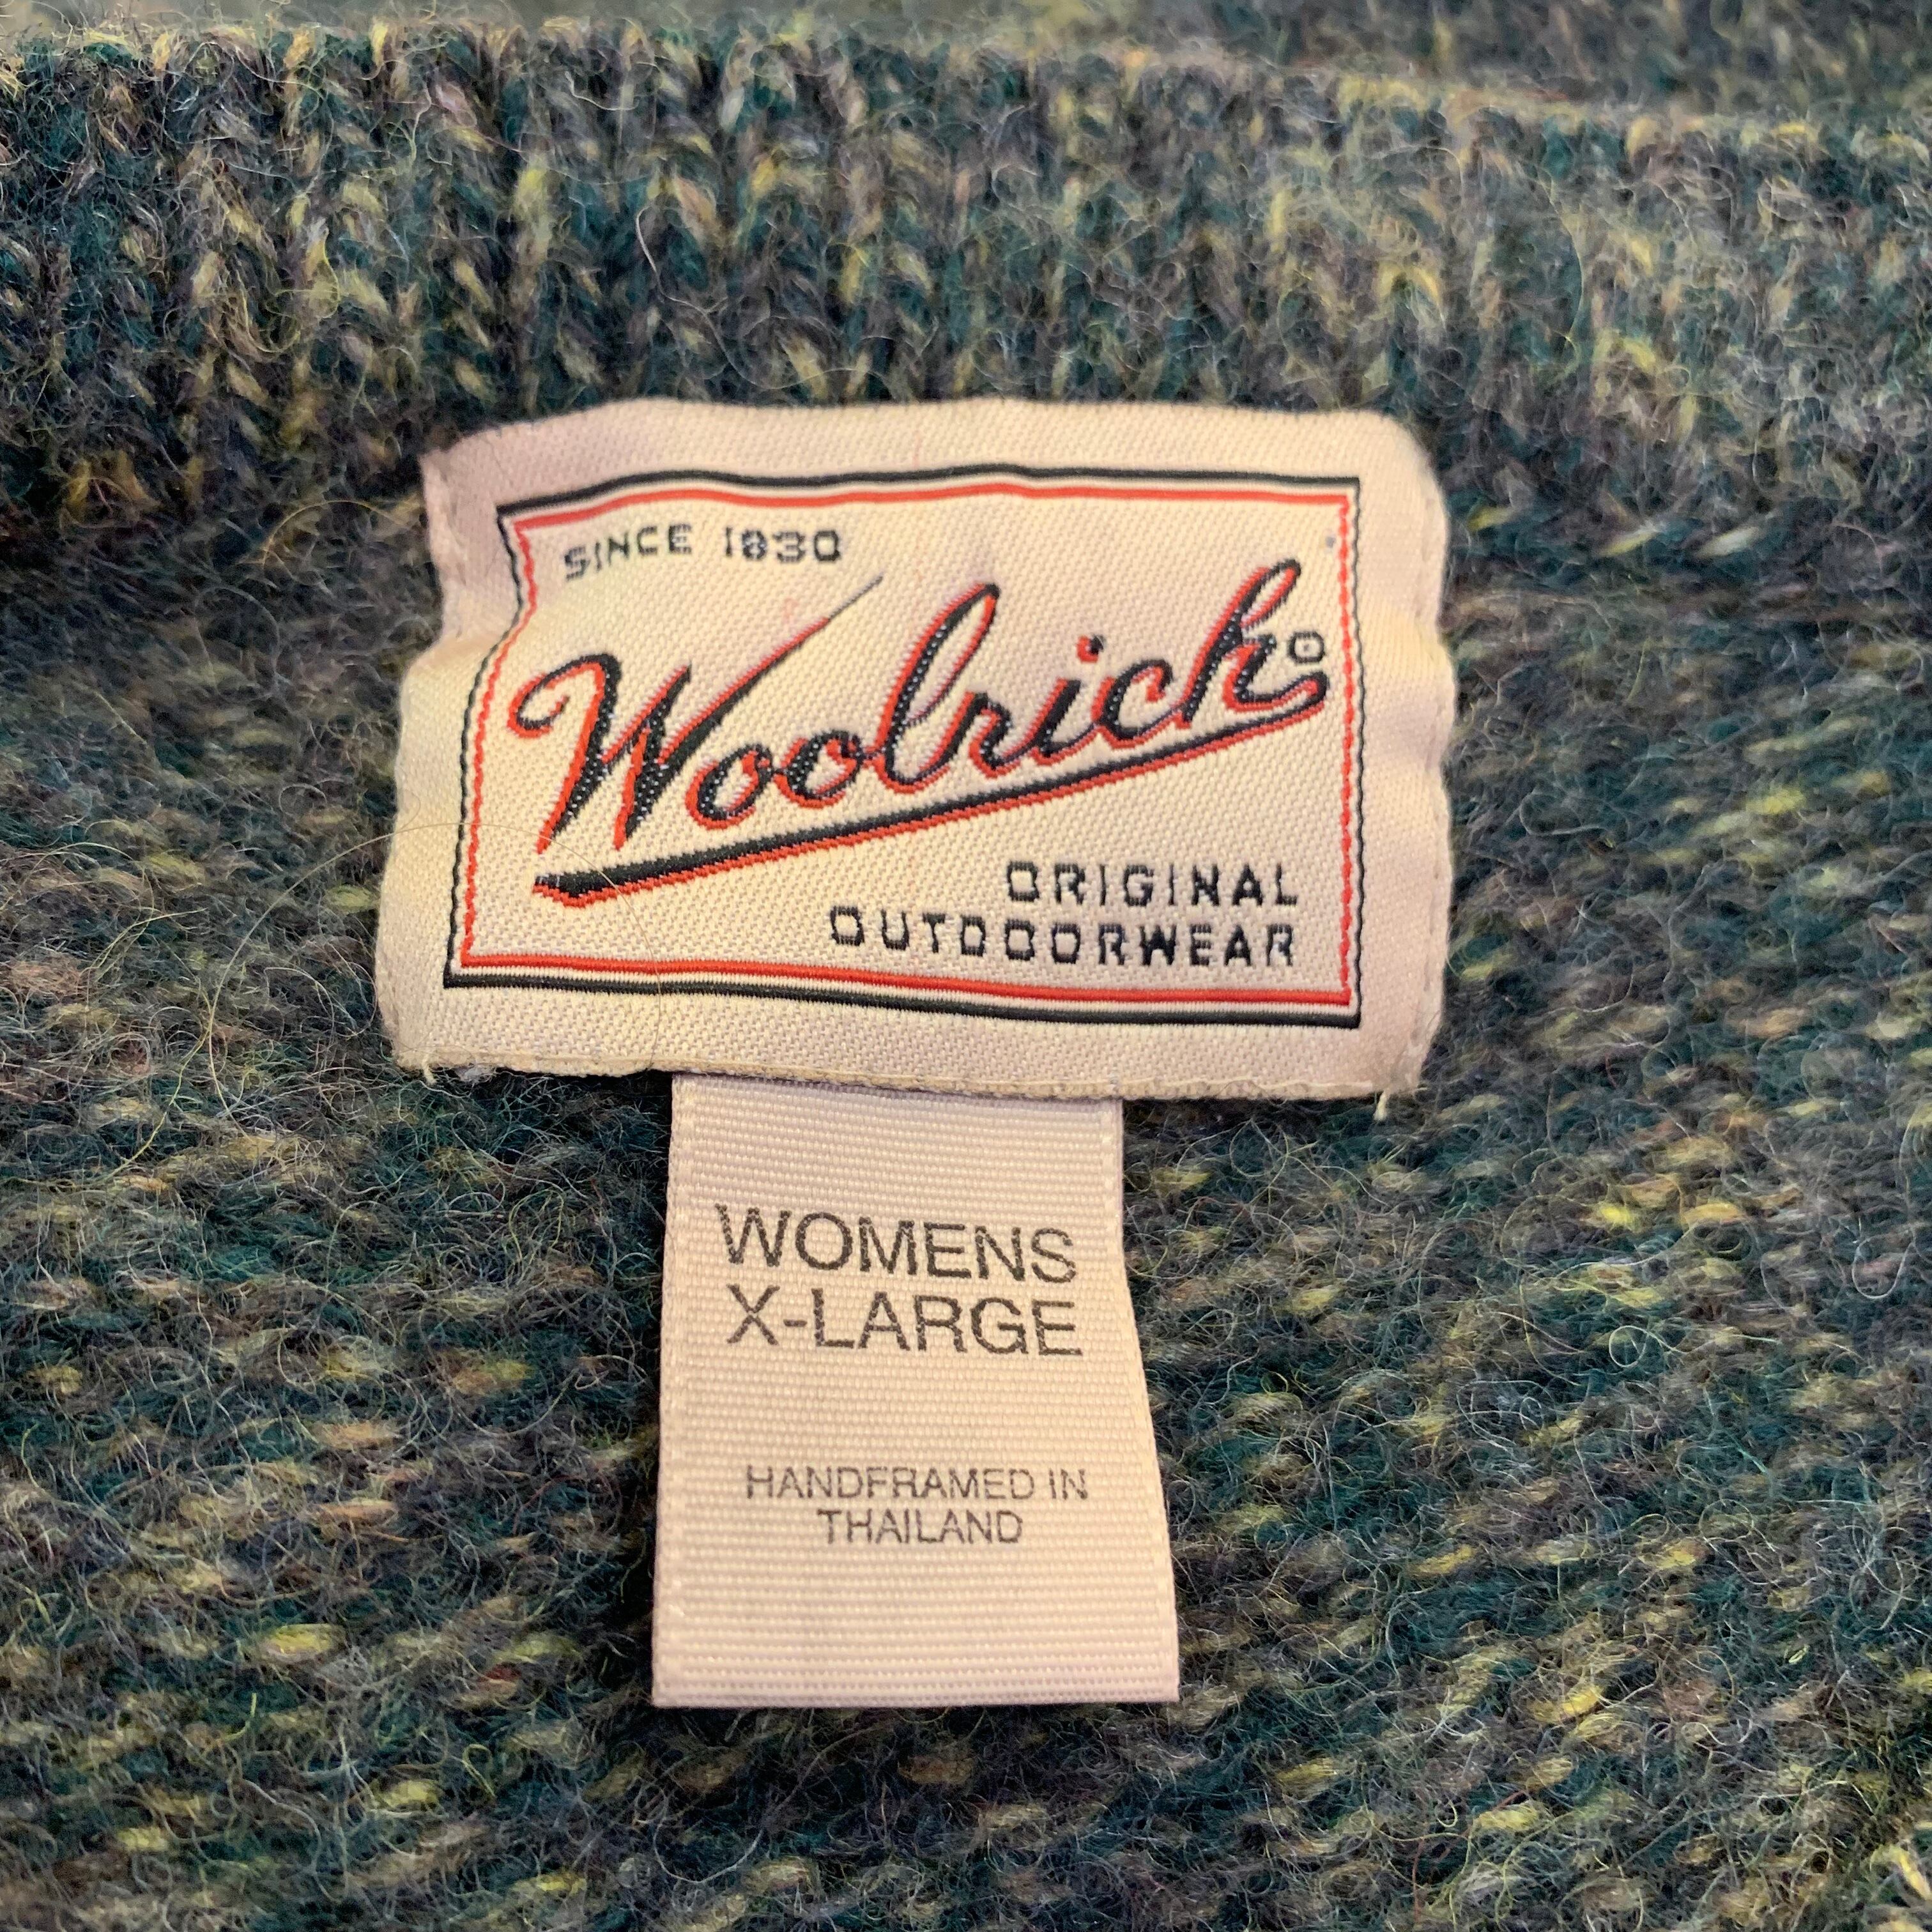 SINCE 1830
Woolrich®
ORIGINAL
OUTDOORWEAR
WOMENS
X-LARGE
HANDFRAMED IN
THAILAND